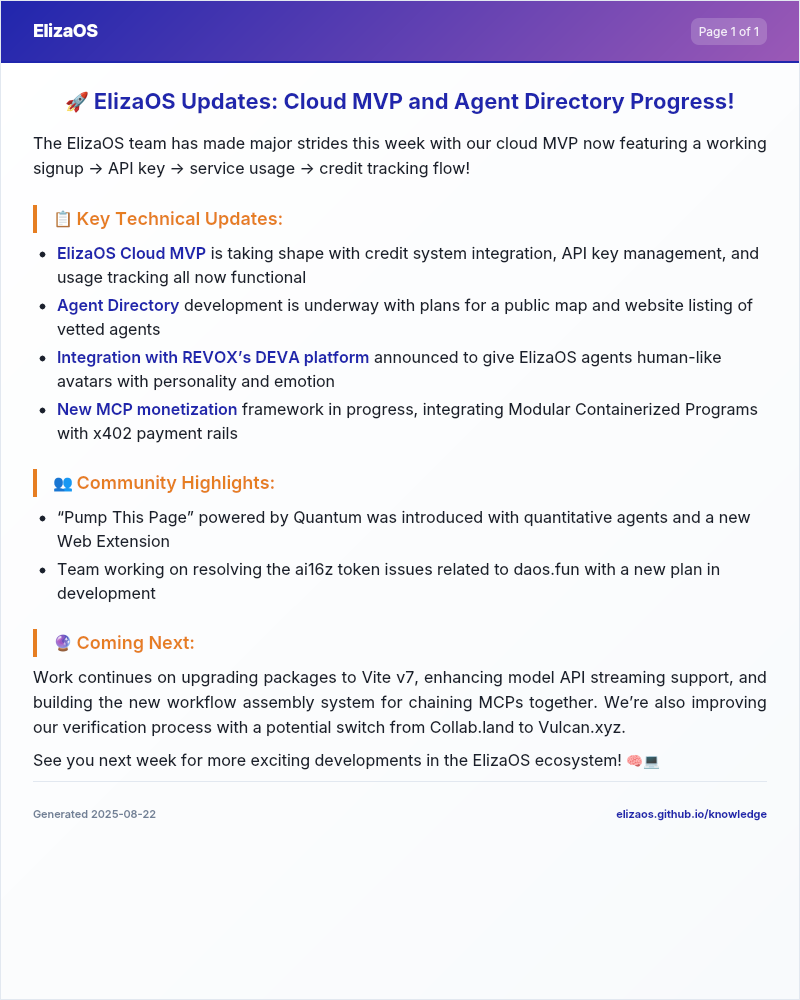 ElizaOS
Page 1 of 1
🚀 ElizaOS Updates: Cloud MVP and Agent Directory Progress!
The ElizaOS team has made major strides this week with our cloud MVP now featuring a working
signup → API key → service usage → credit tracking flow!
📋 Key Technical Updates:
• ElizaOS Cloud MVP is taking shape with credit system integration, API key management, and
usage tracking all now functional
• Agent Directory development is underway with plans for a public map and website listing of
vetted agents
• Integration with REVOX’s DEVA platform announced to give ElizaOS agents human-like
avatars with personality and emotion
• New MCP monetization framework in progress, integrating Modular Containerized Programs
with x402 payment rails
👥 Community Highlights:
• “Pump This Page” powered by Quantum was introduced with quantitative agents and a new
Web Extension
• Team working on resolving the ai16z token issues related to daos.fun with a new plan in
development
🔮 Coming Next:
Work continues on upgrading packages to Vite v7, enhancing model API streaming support, and
building the new workflow assembly system for chaining MCPs together. We’re also improving
our verification process with a potential switch from Collab.land to Vulcan.xyz.
See you next week for more exciting developments in the ElizaOS ecosystem! 🧠💻
Generated 2025-08-22
elizaos.github.io/knowledge